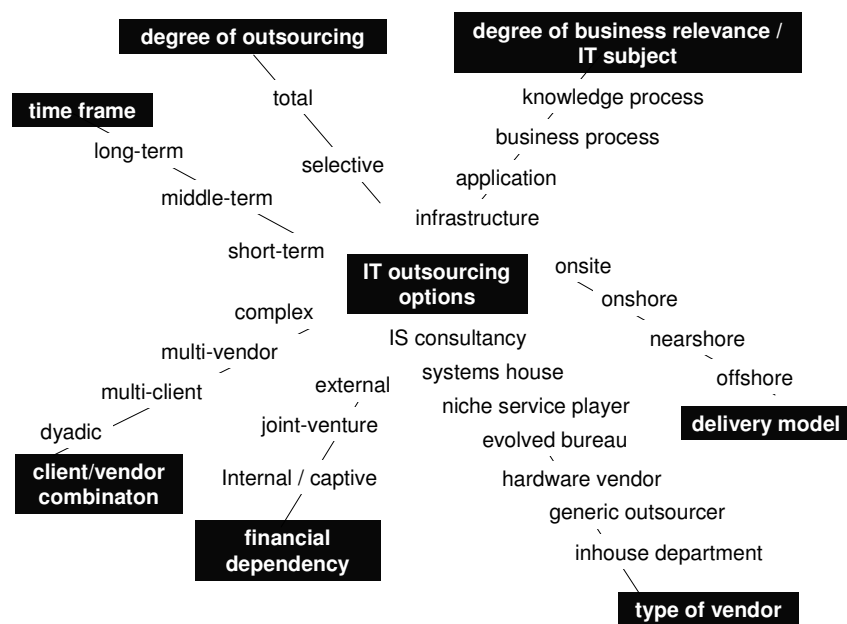 degree of outsourcing
total
selective
degree of business relevance /
IT subject
knowledge process
business process
application
infrastructure
time frame
long-term
middle-term
short-term
IT outsourcing
options
onsite
onshore
nearshore
offshore
delivery model
complex
multi-vendor
multi-client
dyadic
client/vendor
combinaton
external
joint-venture
Internal / captive
financial
dependency
IS consultancy
systems house
niche service player
evolved bureau
hardware vendor
generic outsourcer
inhouse department
type of vendor